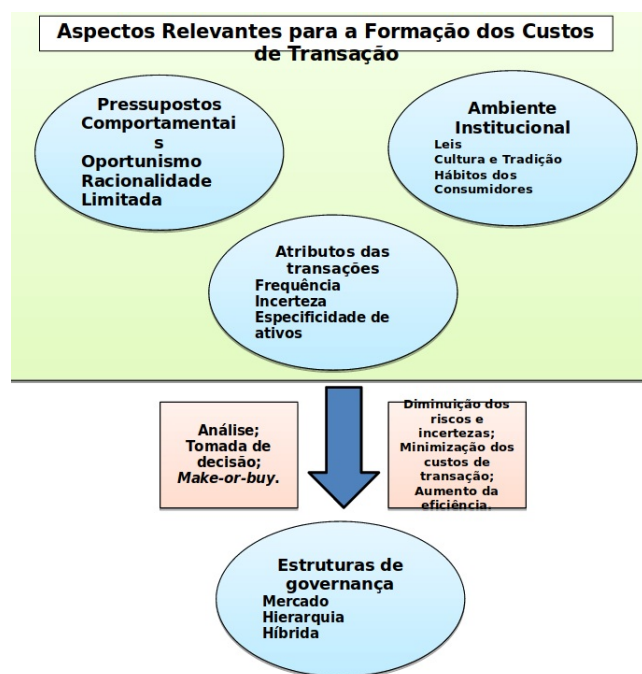 Aspectos Relevantes para a Formação dos Custos
de Transação
Pressupostos
Comportamentai
s
Oportunismo
Racionalidade
Limitada
Ambiente
Institucional
Leis
Cultura e Tradição
Hábitos dos
Consumidores
Atributos das
transações
Frequência
Incerteza
Especificidade de
ativos
Análise;
Tomada de
decisão;
Make-or-buy.
Diminuição dos
riscos e
incertezas;
Minimização dos
custos de
transação;
Aumento da
eficiência.
Estruturas de
governança
Mercado
Hierarquia
Híbrida